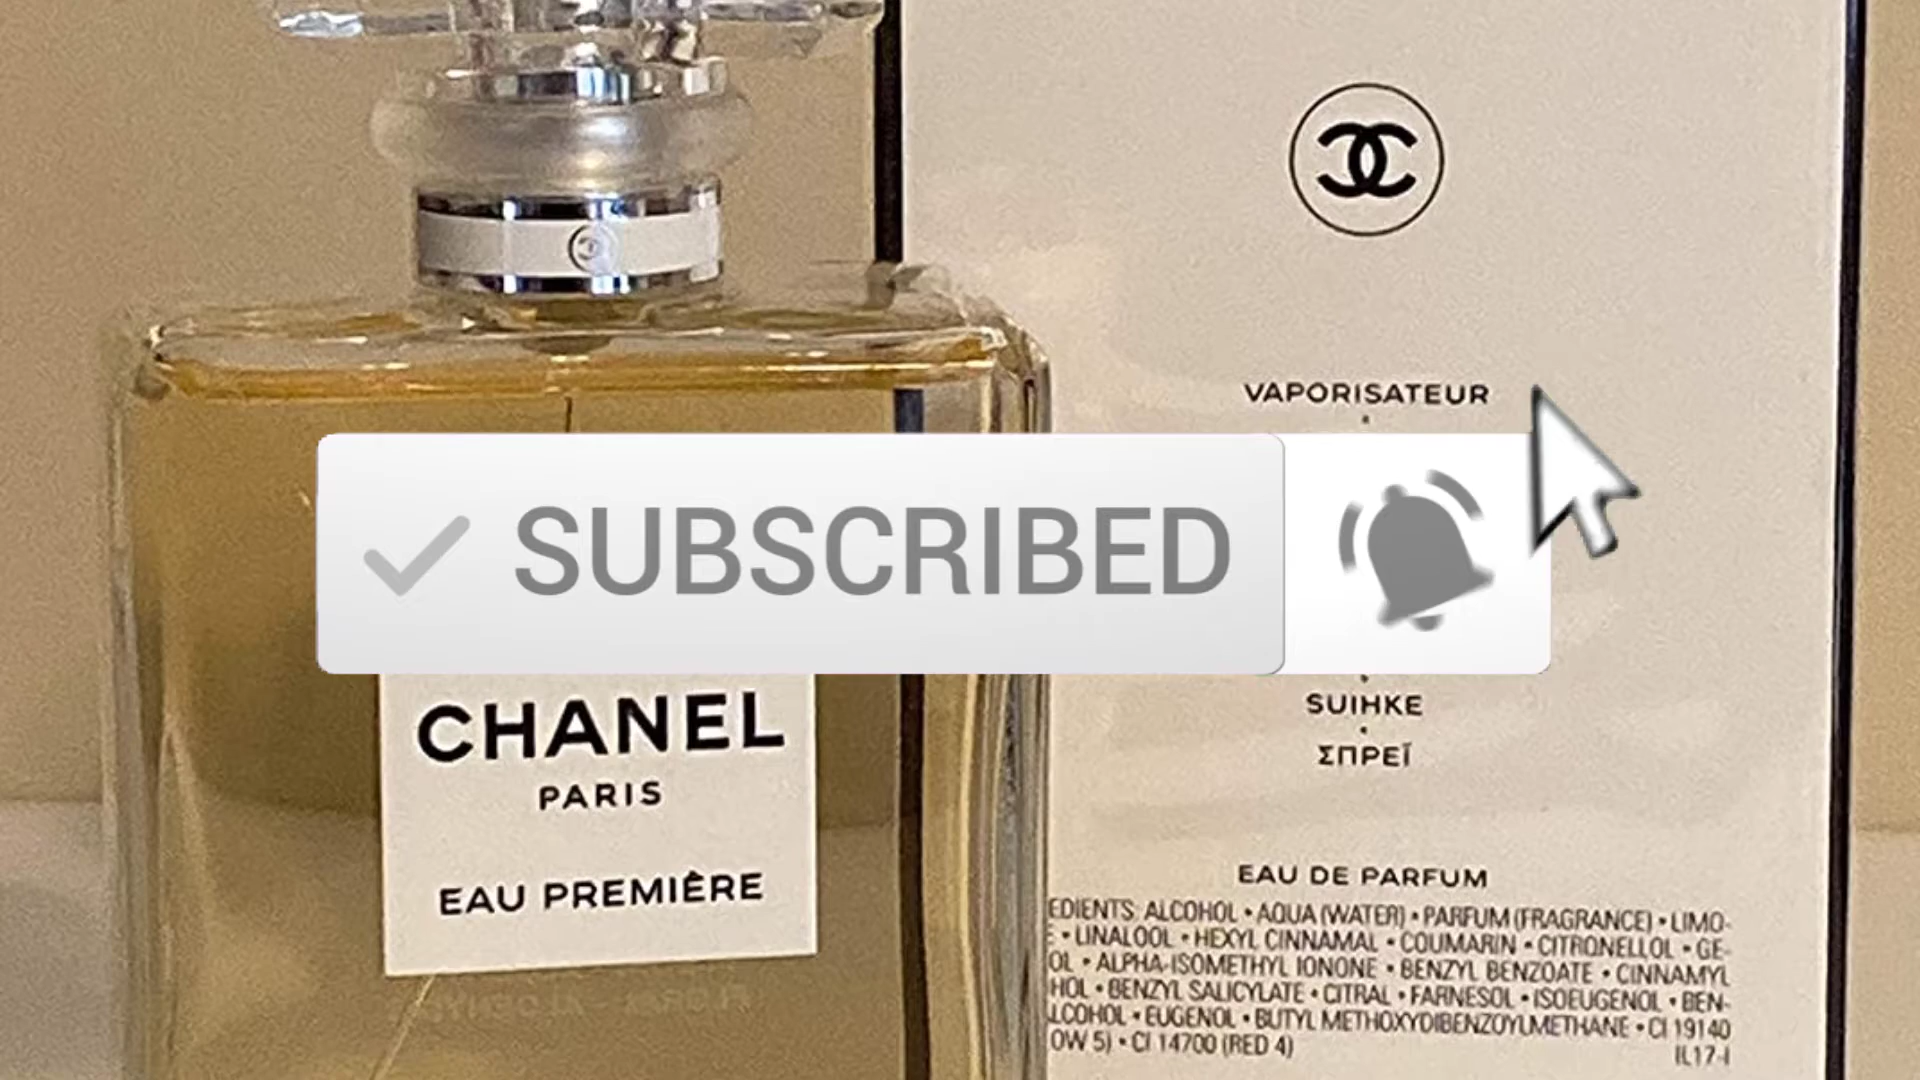 VAPORISATEUR
SUBSCRIBED
CHANEL
PARIS
EAU PREMIÈRE
SUIHKE
ΣΠΡΕΪ
EAU DE PARFUM
EDIENTS: ALCOHOL • AQUA (WATER) • PARFUM (FRAGRANCE) • LIMO-
E • LINALOOL • HEXYL CINNAMAL • COUMARIN • CITRONELLOL • GE-
OL • ALPHA-ISOMETHYL IONONE • BENZYL BENZOATE • CINNAMYL
HOL • BENZYL SALICYLATE • CITRAL • FARNESOL • ISOEUGENOL • BEN-
LCOHOL • EUGENOL • BUTYL METHOXYDIBENZOYLMETHANE • CI 19140
OW 5) • CI 14700 (RED 4)
IL17-I